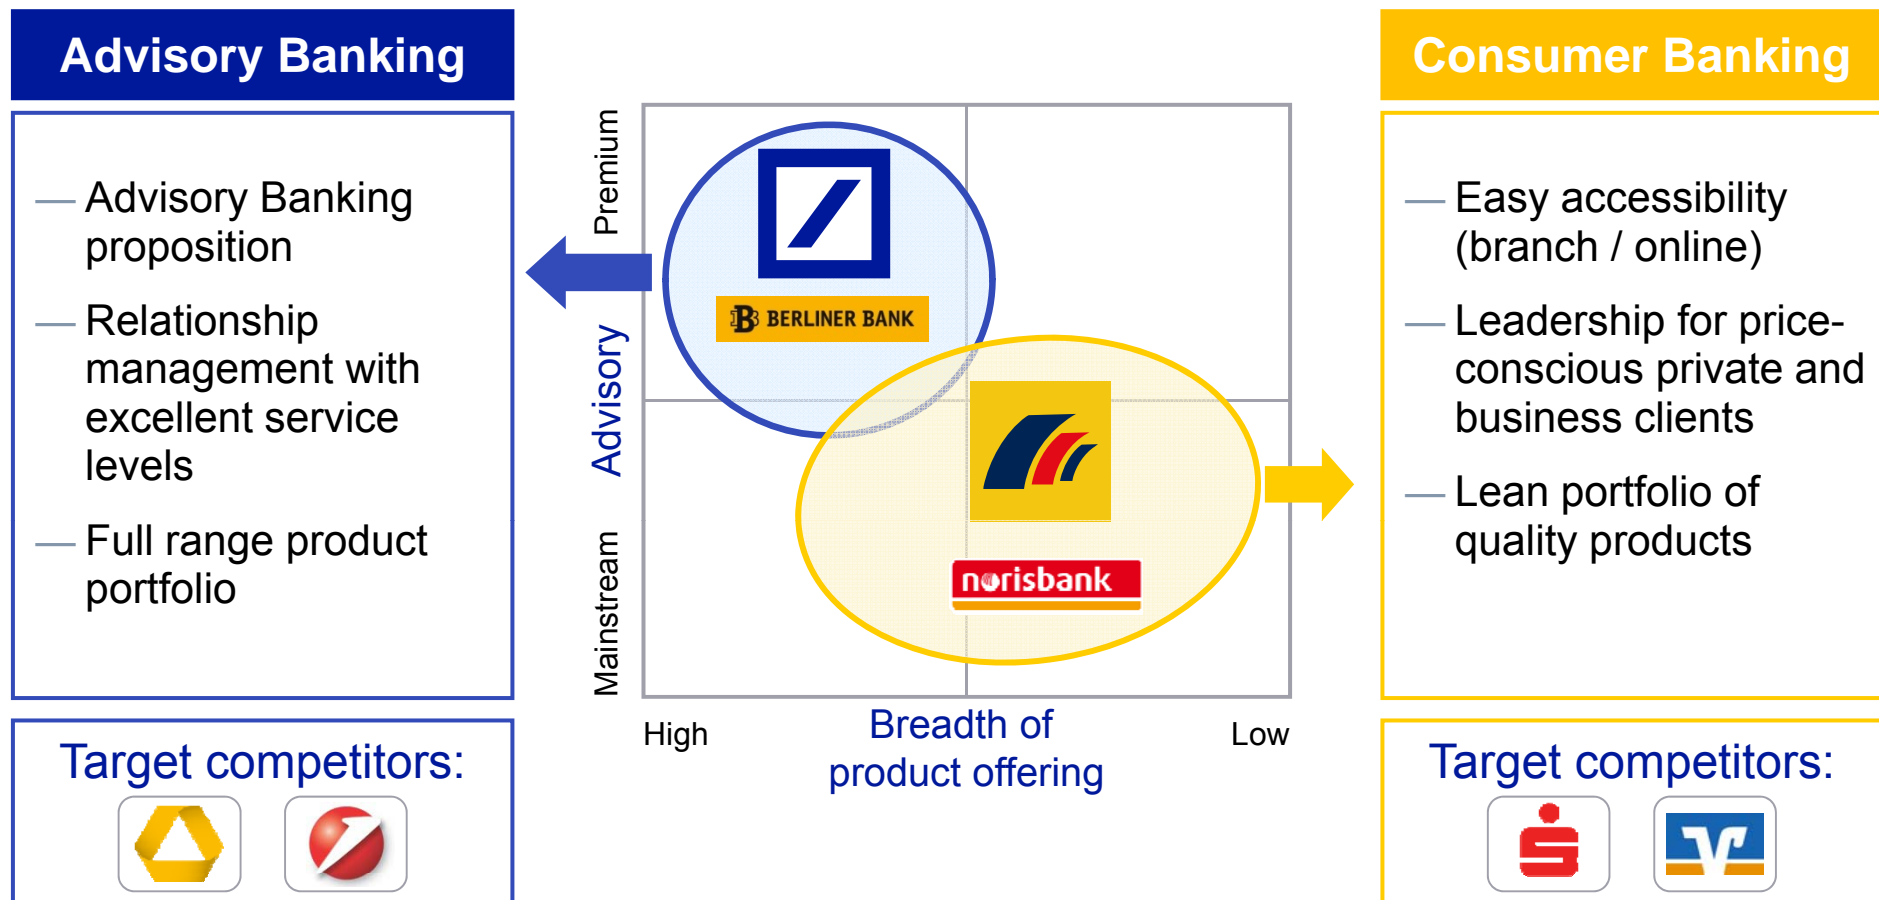 Advisory Banking
— Advisory Banking
proposition
— Relationship
management with
excellent service
levels
— Full range product
portfolio
Target competitors:
Premium
Advisory
Mainstream
BERLINER BANK
norisbank
High
Breadth of
product offering
Low
Consumer Banking
— Easy accessibility
(branch / online)
— Leadership for price-
conscious private and
business clients
— Lean portfolio of
quality products
Target competitors: